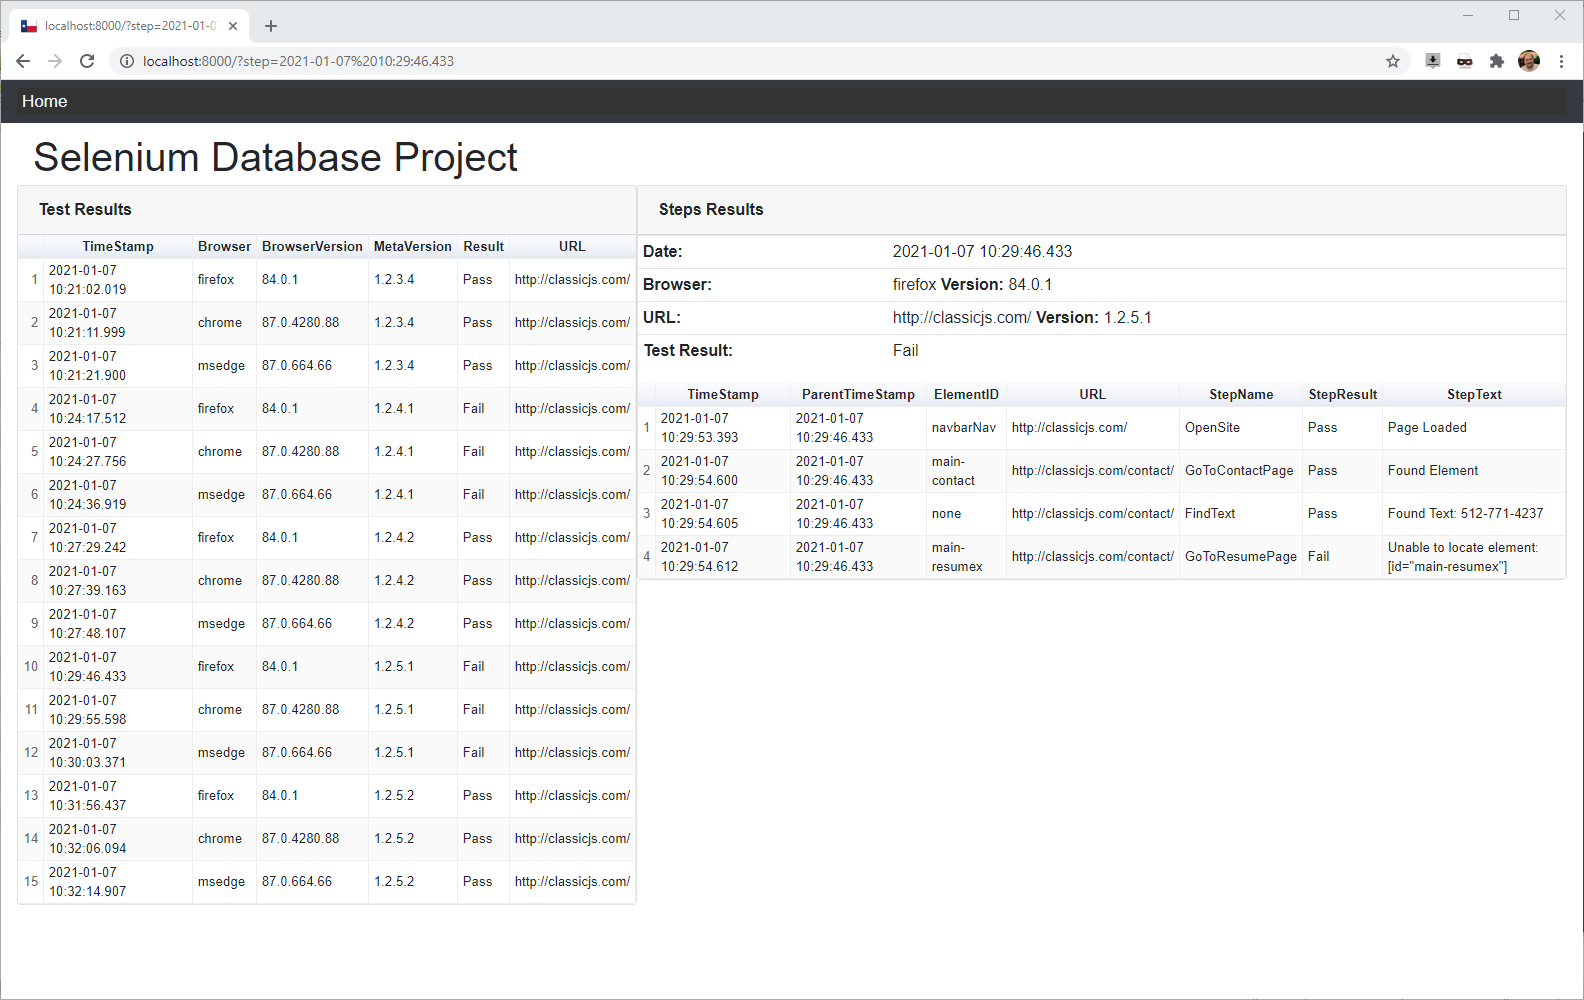 localhost:8000/?step=2021-01-0
localhost:8000/?step=2021-01-07%2010:29:46.433
Home
Selenium Database Project
Test Results
TimeStamp Browser BrowserVersion MetaVersion Result URL
1 2021-01-07 10:21:02.019 firefox 84.0.1 1.2.3.4 Pass http://classicjs.com/
2 2021-01-07 10:21:11.999 chrome 87.0.4280.88 1.2.3.4 Pass http://classicjs.com/
3 2021-01-07 10:21:21.900 msedge 87.0.664.66 1.2.3.4 Pass http://classicjs.com/
4 2021-01-07 10:24:17.512 firefox 84.0.1 1.2.4.1 Fail http://classicjs.com/
5 2021-01-07 10:24:27.756 chrome 87.0.4280.88 1.2.4.1 Fail http://classicjs.com/
6 2021-01-07 10:24:36.919 msedge 87.0.664.66 1.2.4.1 Fail http://classicjs.com/
7 2021-01-07 10:27:29.242 firefox 84.0.1 1.2.4.2 Pass http://classicjs.com/
8 2021-01-07 10:27:39.163 chrome 87.0.4280.88 1.2.4.2 Pass http://classicjs.com/
9 2021-01-07 10:27:48.107 msedge 87.0.664.66 1.2.4.2 Pass http://classicjs.com/
10 2021-01-07 10:29:46.433 firefox 84.0.1 1.2.5.1 Fail http://classicjs.com/
11 2021-01-07 10:29:55.598 chrome 87.0.4280.88 1.2.5.1 Fail http://classicjs.com/
12 2021-01-07 10:30:03.371 msedge 87.0.664.66 1.2.5.1 Fail http://classicjs.com/
13 2021-01-07 10:31:56.437 firefox 84.0.1 1.2.5.2 Pass http://classicjs.com/
14 2021-01-07 10:32:06.094 chrome 87.0.4280.88 1.2.5.2 Pass http://classicjs.com/
15 2021-01-07 10:32:14.907 msedge 87.0.664.66 1.2.5.2 Pass http://classicjs.com/
Steps Results
Date: 2021-01-07 10:29:46.433
Browser: firefox Version: 84.0.1
URL: http://classicjs.com/ Version: 1.2.5.1
Test Result: Fail
TimeStamp ParentTimeStamp ElementID URL StepName StepResult StepText
1 2021-01-07 10:29:53.393 2021-01-07 10:29:46.433 navbarNav http://classicjs.com/ OpenSite Pass Page Loaded
2 2021-01-07 10:29:54.600 2021-01-07 10:29:46.433 main-contact http://classicjs.com/contact/ GoToContactPage Pass Found Element
3 2021-01-07 10:29:54.605 2021-01-07 10:29:46.433 none http://classicjs.com/contact/ FindText Pass Found Text: 512-771-4237
4 2021-01-07 10:29:54.612 2021-01-07 10:29:46.433 main-resumex http://classicjs.com/contact/ GoToResumePage Fail Unable to locate element: [id="main-resumex"]